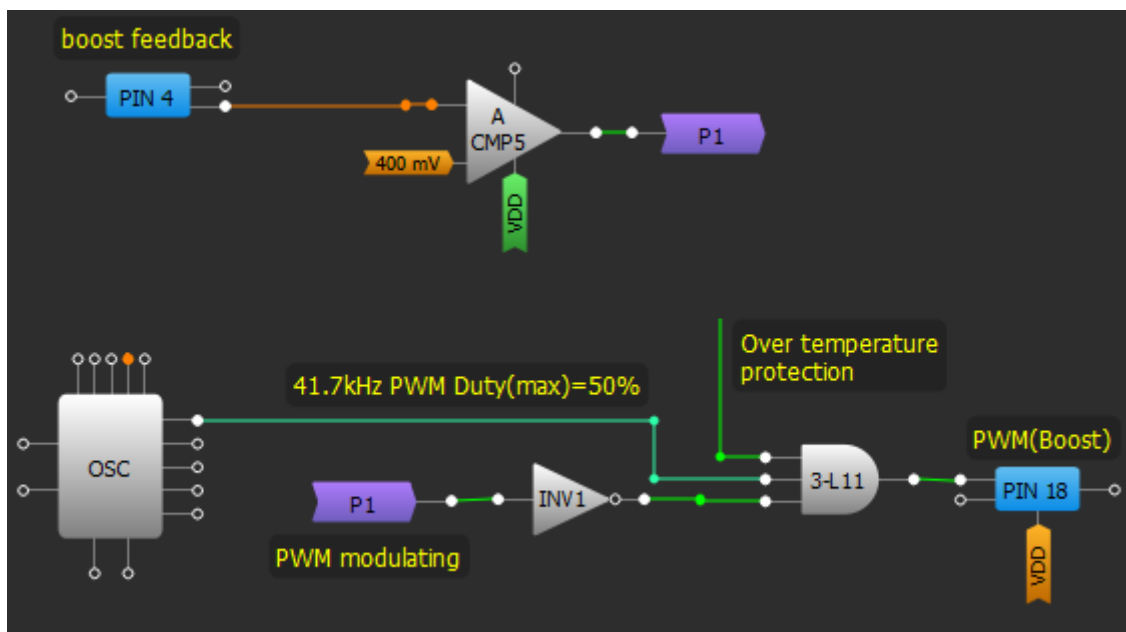 boost feedback
PIN 4
A
CMP5
400 mV
VDD
P1
Over temperature
protection
41.7kHz PWM Duty(max)=50%
PWM(Boost)
OSC
3-L11
PIN 18
P1
INV1
PWM modulating
VDD